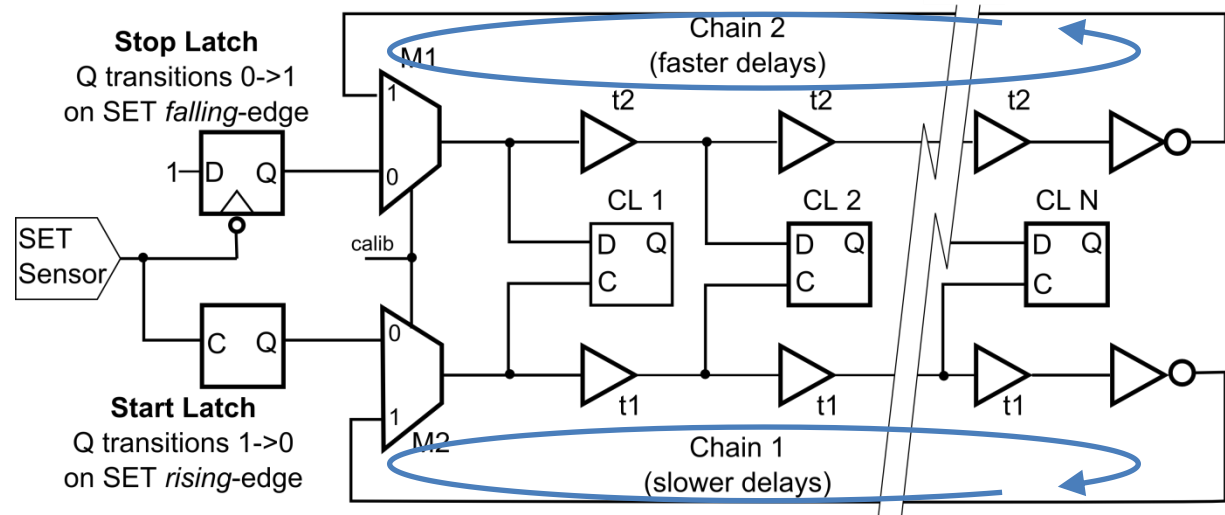 Stop Latch
Q transitions 0->1
on SET falling-edge
Chain 2
(faster delays)
M1
1
0
t2
t2
t2
1
D
Q
SET
Sensor
calib
CL 1
D
Q
C
CL 2
D
Q
C
CL N
D
Q
C
C
Q
0
1
M2
t1
t1
t1
Start Latch
Q transitions 1->0
on SET rising-edge
Chain 1
(slower delays)